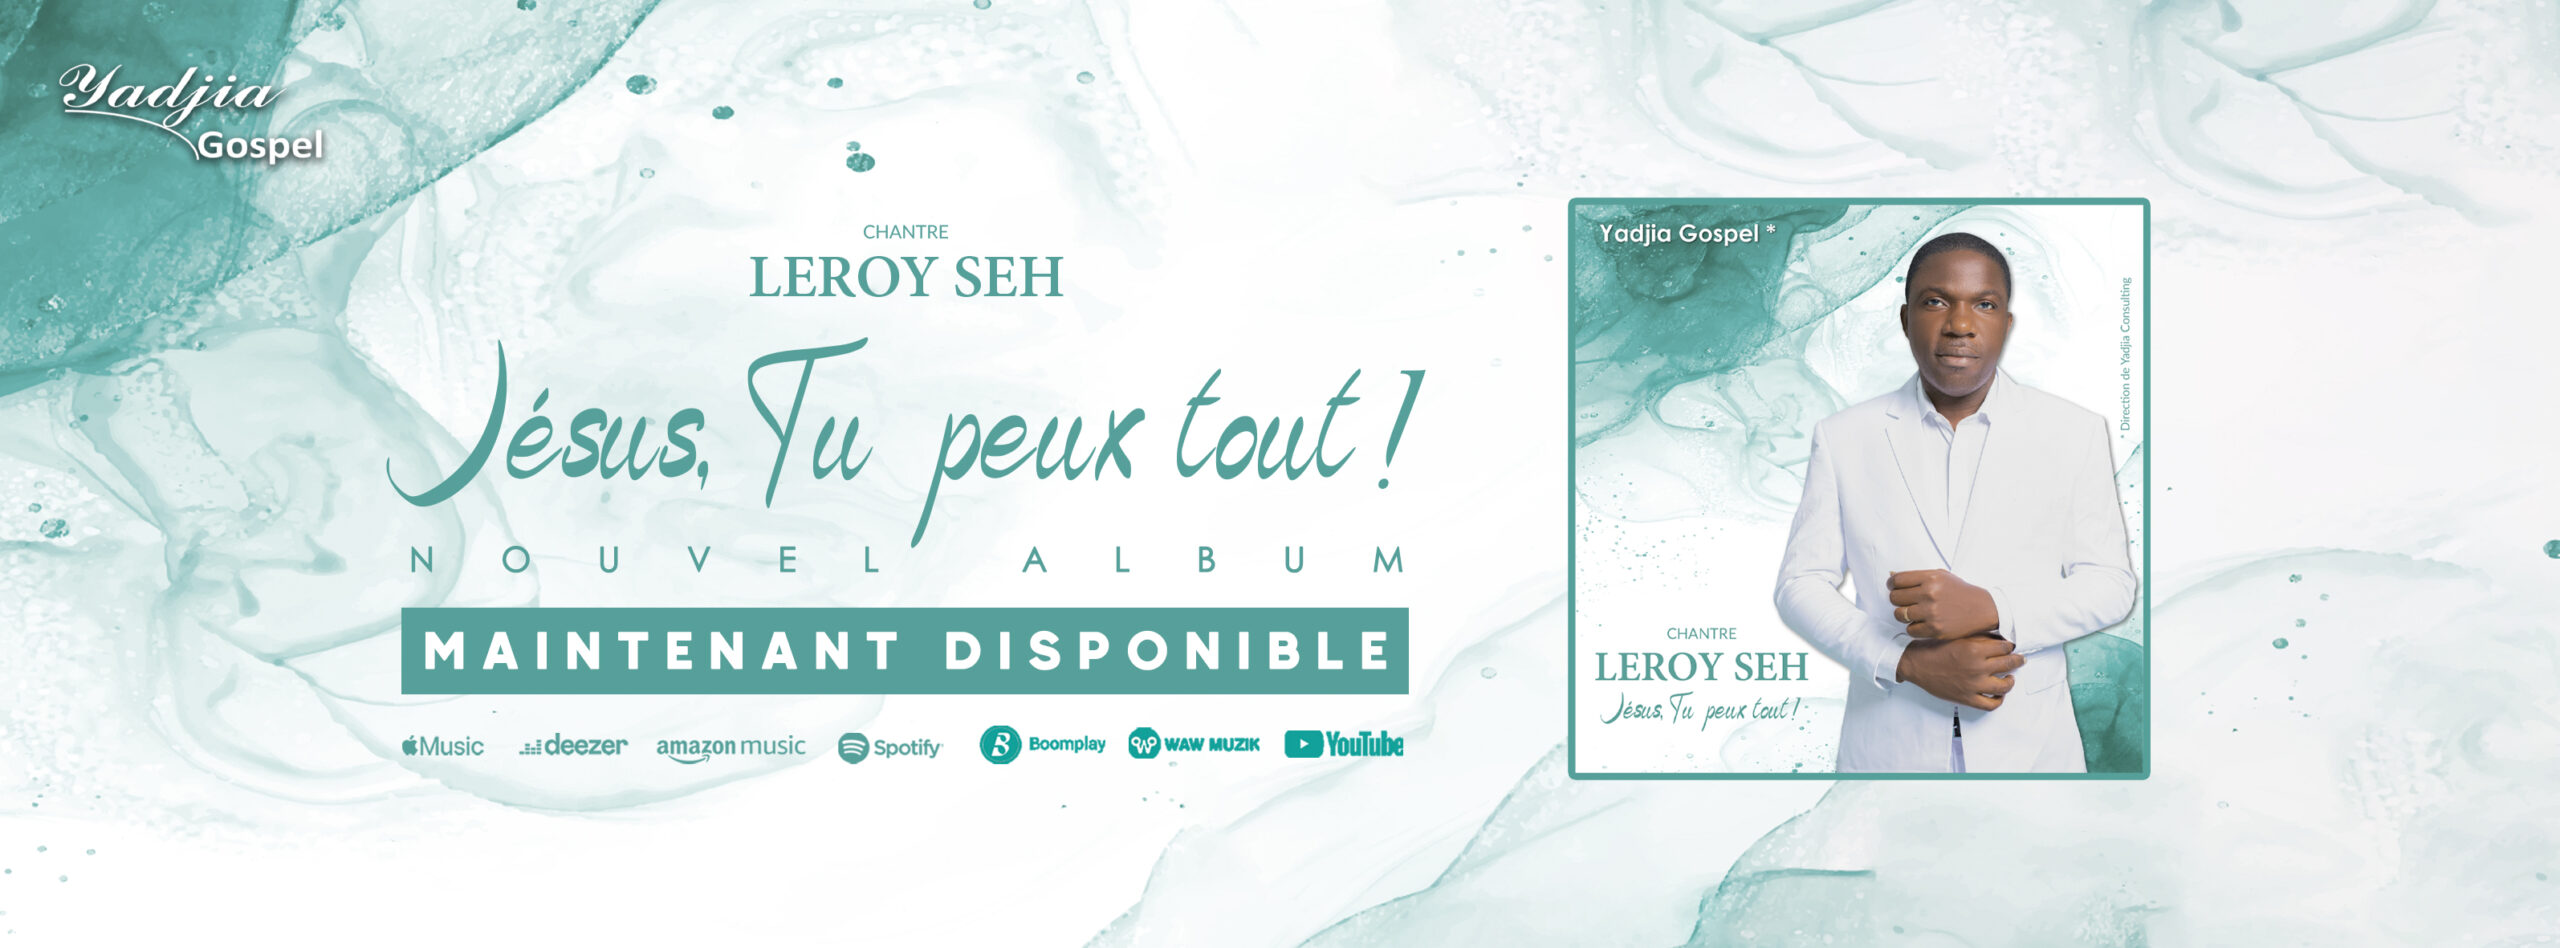 Yadjia
Gospel
CHANTRE
LEROY SEH
Jésus, Tu peux tout !
NOUVEL ALBUM
MAINTENANT DISPONIBLE
Music
deezer
amazon music
Spotify
Boomplay
WAW MUZIK
YouTube
Yadjia Gospel *
* Direction de Yadjia Consulting
CHANTRE
LEROY SEH
Jésus, Tu peux tout !